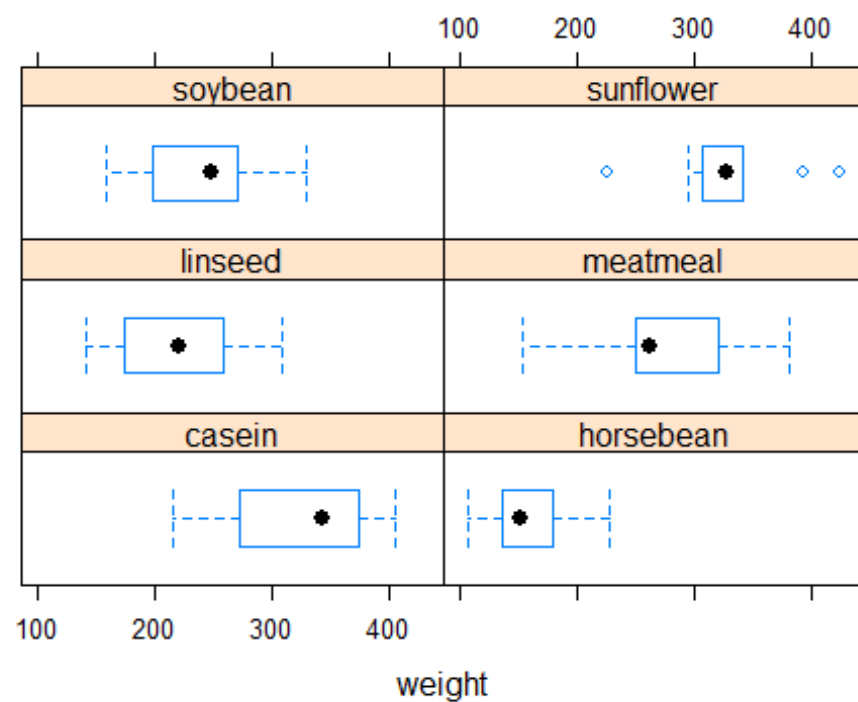 100 200 300 400
soybean sunflower
linseed meatmeal
casein horsebean
100 200 300 400
weight